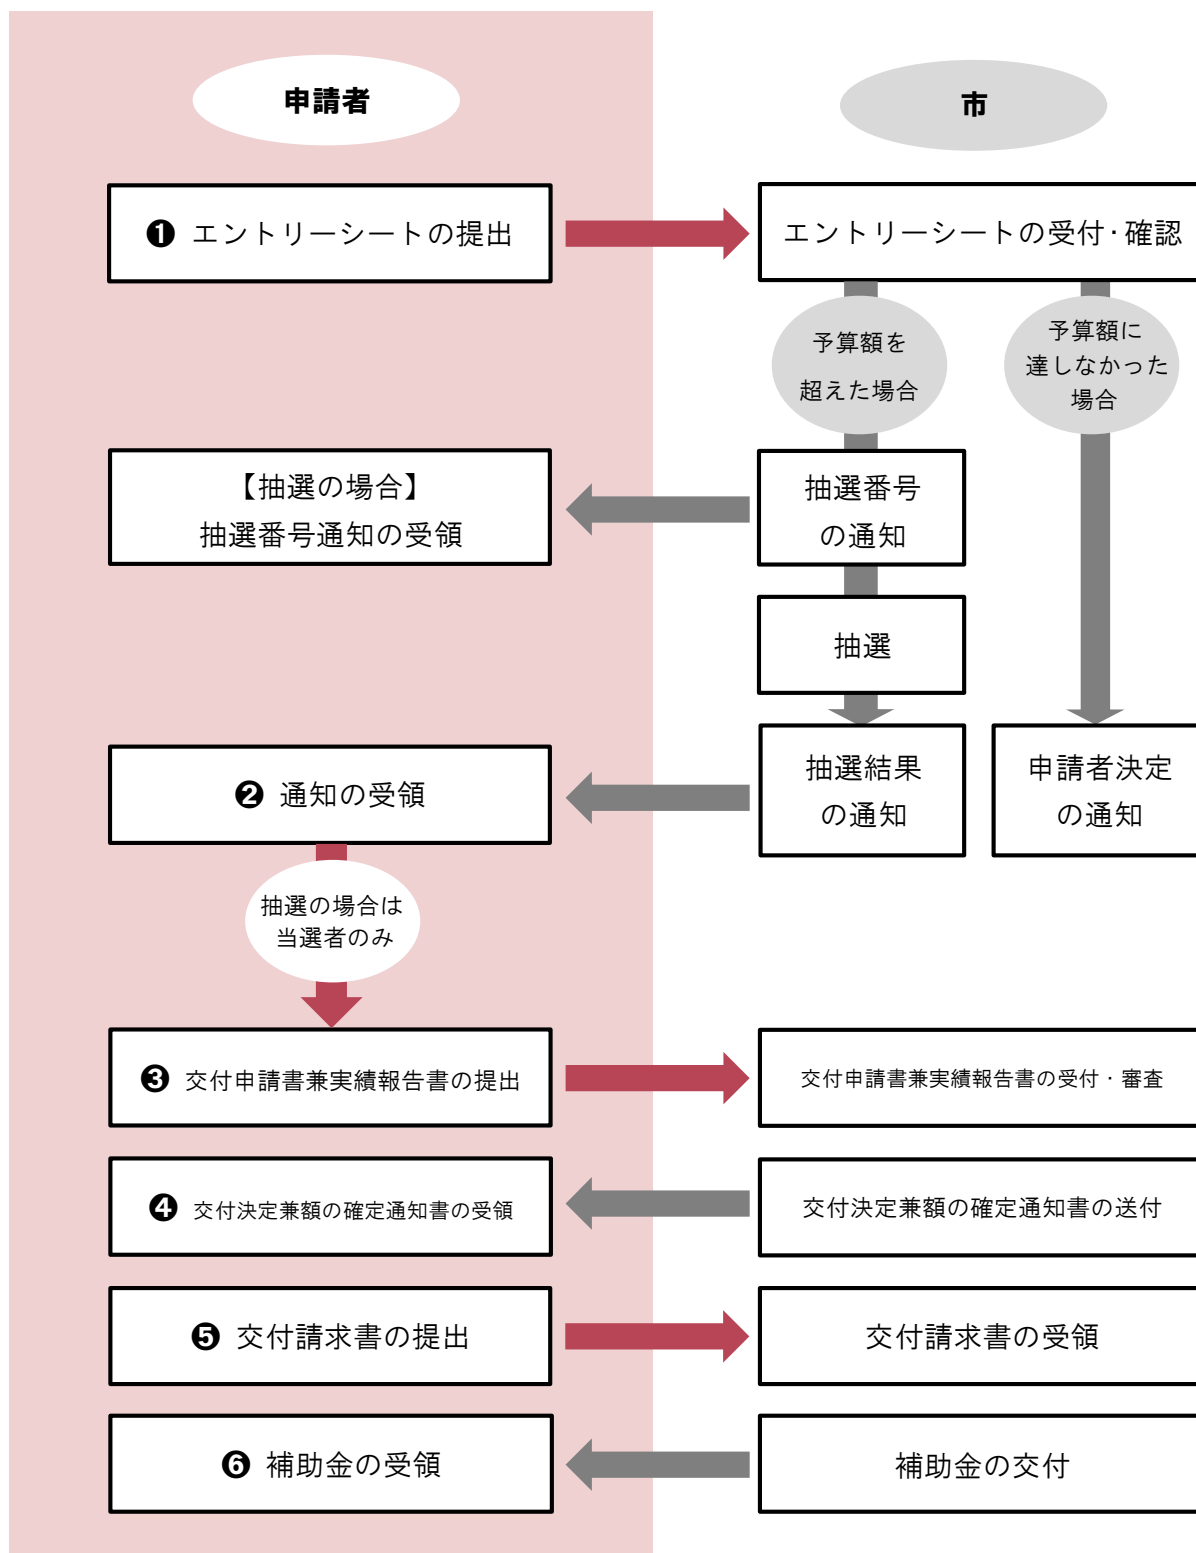 申請者
市
❶ エントリーシートの提出
エントリーシートの受付・確認
予算額を
超えた場合
予算額に
達しなかった
場合
【抽選の場合】
抽選番号通知の受領
抽選番号
の通知
抽選
❷ 通知の受領
抽選結果
の通知
申請者決定
の通知
抽選の場合は
当選者のみ
❸ 交付申請書兼実績報告書の提出
交付申請書兼実績報告書の受付・審査
❹ 交付決定兼額の確定通知書の受領
交付決定兼額の確定通知書の送付
❺ 交付請求書の提出
交付請求書の受領
❻ 補助金の受領
補助金の交付